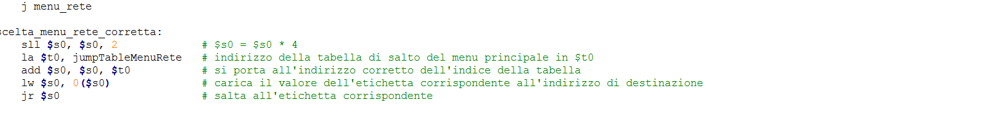 j menu_rete
scelta_menu_rete_corretta:
sll $s0, $s0, 2 # $s0 = $s0 * 4
la $t0, jumpTableMenuRete # indirizzo della tabella di salto del menu principale in $t0
add $s0, $s0, $t0 # si porta all'indirizzo corretto dell'indice della tabella
lw $s0, 0($s0) # carica il valore dell'etichetta corrispondente all'indirizzo di destinazione
jr $s0 # salta all'etichetta corrispondente